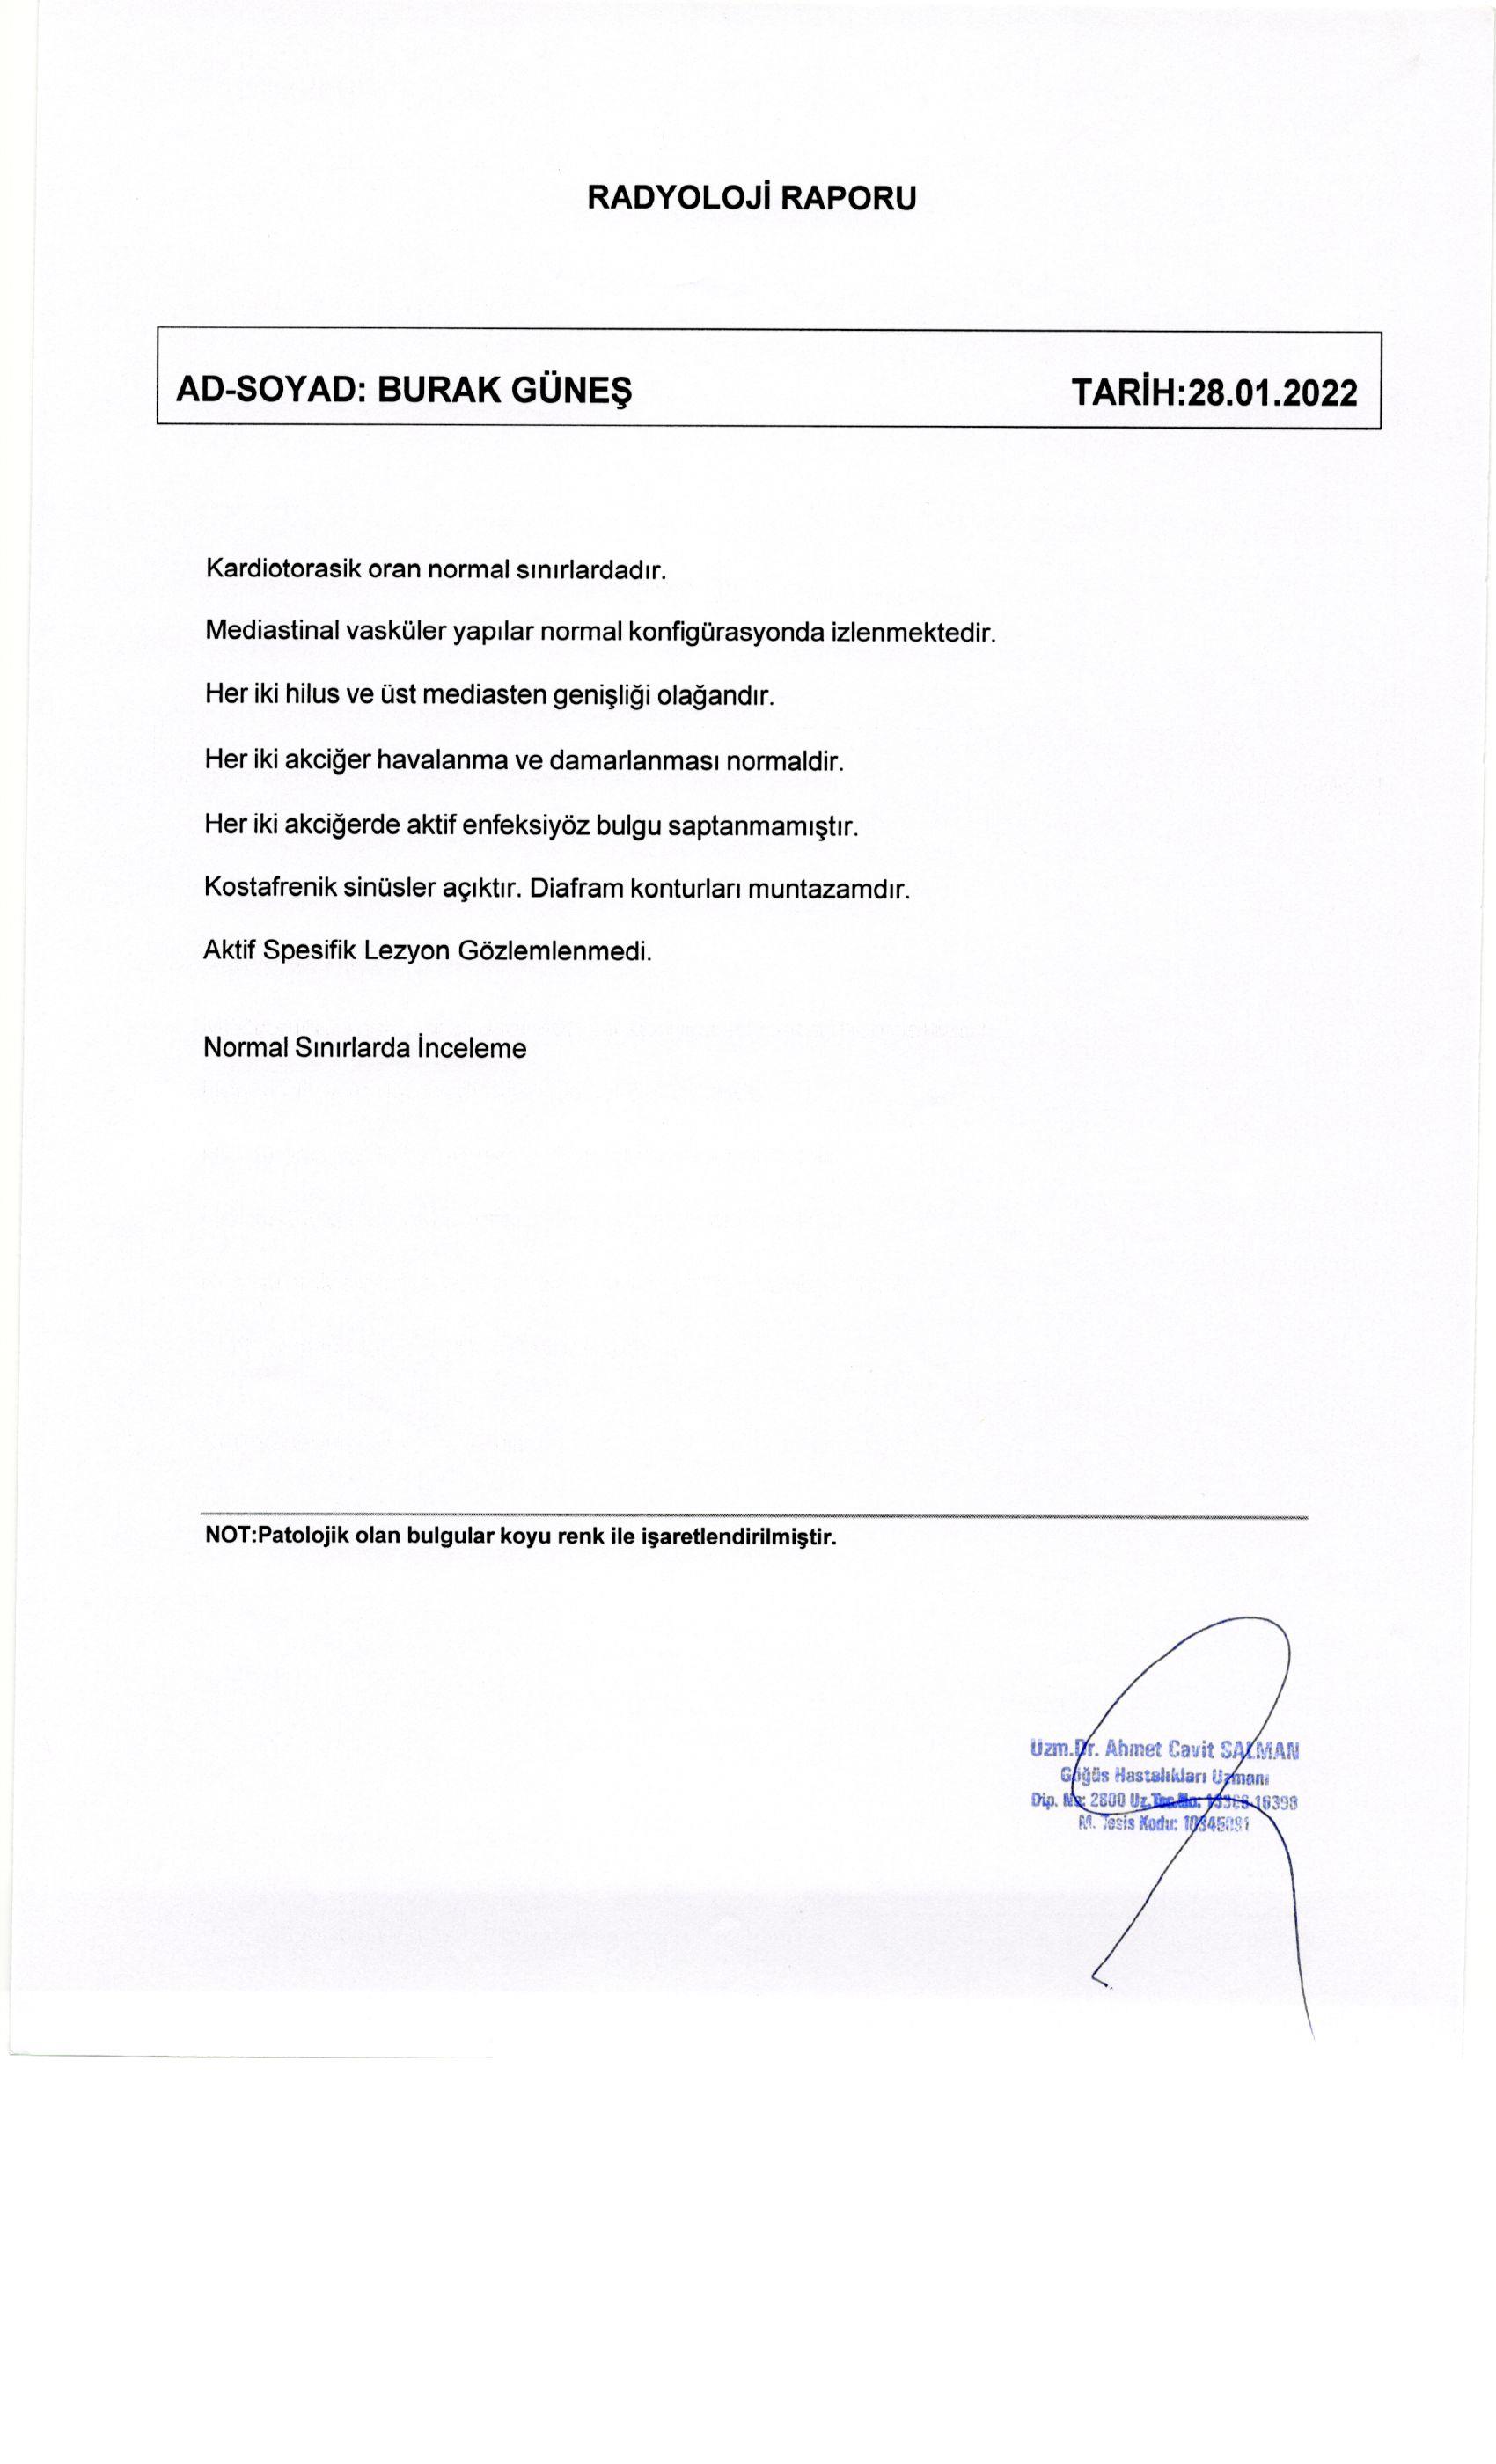 RADYOLOJİ RAPORU
AD-SOYAD: BURAK GÜNEŞ TARİH:28.01.2022
Kardiotorasik oran normal sınırlardadır.
Mediastinal vasküler yapılar normal konfigürasyonda izlenmektedir.
Her iki hilus ve üst mediasten genişliği olağandır.
Her iki akciğer havalanma ve damarlanması normaldir.
Her iki akciğerde aktif enfeksiyöz bulgu saptanmamıştır.
Kostafrenik sinüsler açıktır. Diafram konturları muntazamdır.
Aktif Spesifik Lezyon Gözlemlenmedi.
Normal Sınırlarda İnceleme
NOT:Patolojik olan bulgular koyu renk ile işaretlendirilmiştir.
Uzm.Dr. Ahmet Cavit SALMAN
Göğüs Hastalıkları Uzmanı
Dip. No: 2800 Uz.Tes.No:
M. Tesis Kodu: